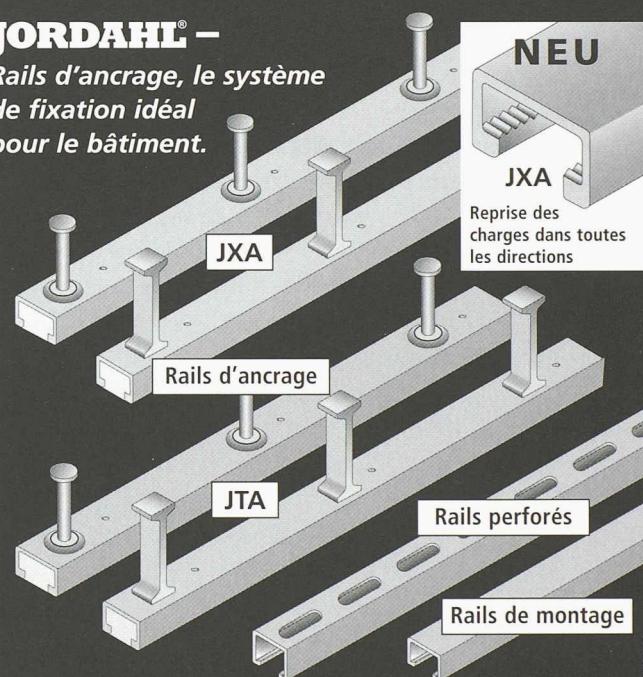 JORDAHL® –
Rails d'ancrage, le système
de fixation idéal
pour le bâtiment.
NEU
JXA
Reprise des
charges dans toutes
les directions
JXA
Rails d'ancrage
JTA
Rails perforés
Rails de montage